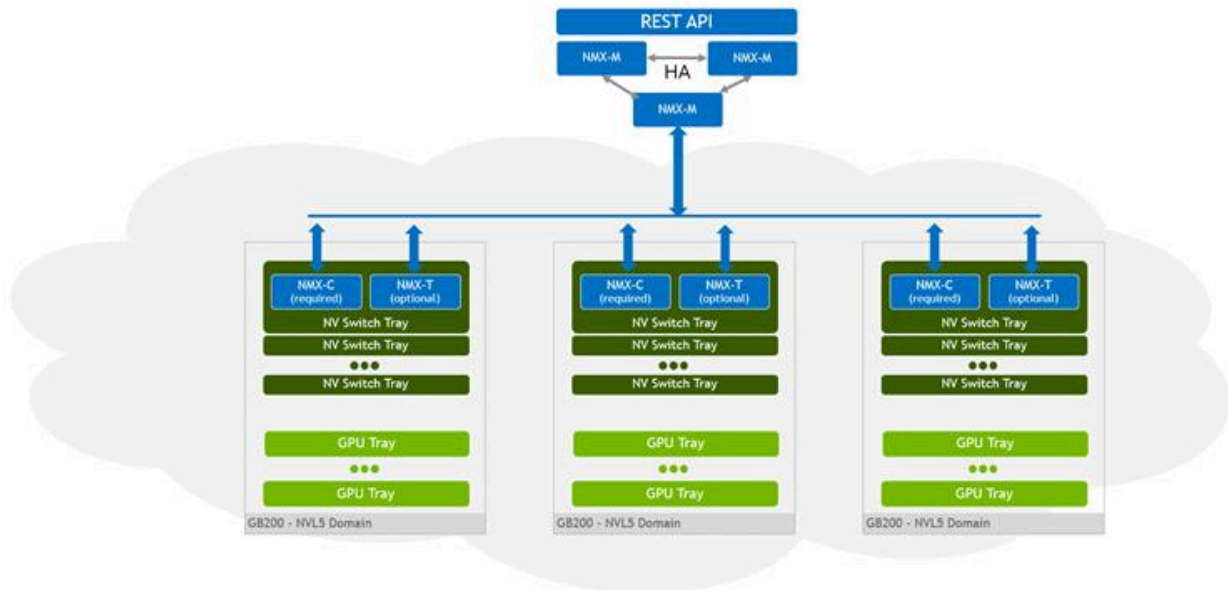 REST API
NMX-M
NMX-M
HA
NMX-M
NMX-C
(required)
NMX-T
(optional)
NV Switch Tray
NV Switch Tray
NV Switch Tray
GPU Tray
GPU Tray
GB200 - NVL5 Domain
NMX-C
(required)
NMX-T
(optional)
NV Switch Tray
NV Switch Tray
NV Switch Tray
GPU Tray
GPU Tray
GB200 - NVL5 Domain
NMX-C
(required)
NMX-T
(optional)
NV Switch Tray
NV Switch Tray
NV Switch Tray
GPU Tray
GPU Tray
GB200 - NVL5 Domain